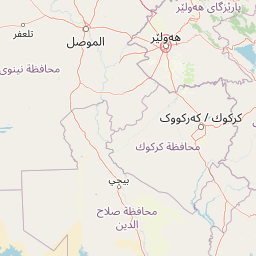 پارێزگای هەولێر
تلعفر
الموصل
هەولێر
محافظة نينوى
كركوك / کەرکووک
محافظة كركوك
بيجي
محافظة صلاح
الدين